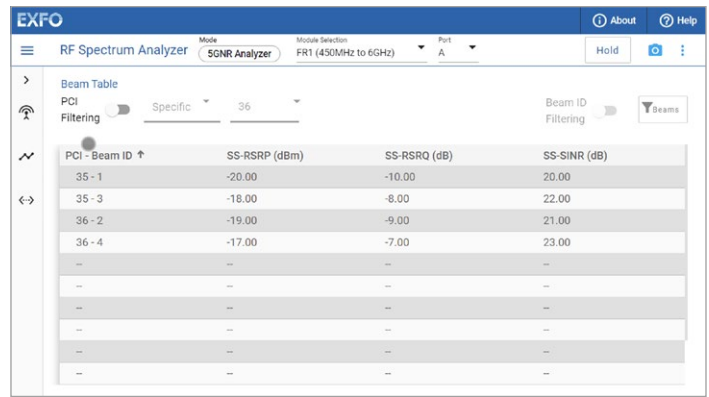 EXFO
About Help
RF Spectrum Analyzer Mode 5GNR Analyzer Module Selection FR1 (450MHz to 6GHz) Port A Hold
Beam Table
PCI Filtering Specific 36 Beam ID Filtering Beams
PCI - Beam ID ↑ SS-RSRP (dBm) SS-RSRQ (dB) SS-SINR (dB)
35 - 1 -20.00 -10.00 20.00
35 - 3 -18.00 -8.00 22.00
36 - 2 -19.00 -9.00 21.00
36 - 4 -17.00 -7.00 23.00
-- -- -- --
-- -- -- --
-- -- -- --
-- -- -- --
-- -- -- --
-- -- -- --